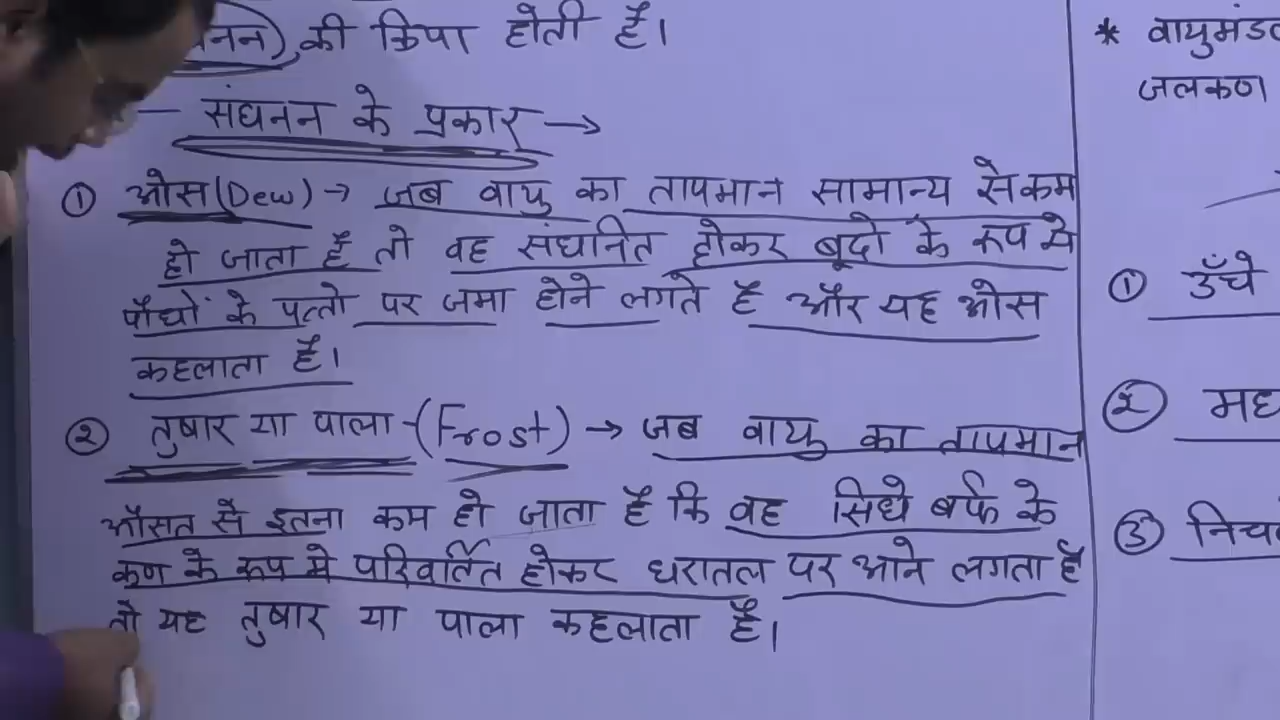 की क्रिपा होती है।
संघनन के प्रकार →
① ओस (Dew) → जब वायु का तापमान सामान्य से कम
हो जाता है तो वह संघनित होकर बूदो के रूप मे
पौधों के पत्तो पर जमा होने लगते है और यह ओस
कहलाता है।
② तुषार या पाला - (Frost) → जब वायु का तापमान
औसत से इतना कम हो जाता है कि वह सिधे बर्फ के
कण के रूप मे परिवर्तित होकर धरातल पर आने लगता है
तो यह तुषार या पाला कहलाता है।
*
जलकण
① उँचे
②
③